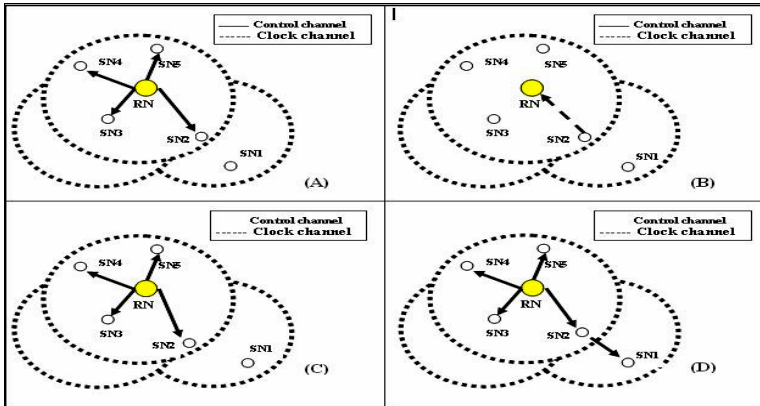 Control channel
Clock channel
SN4
SN5
RN
SN3
SN2
SN1
(A)
Control channel
Clock channel
SN4
SN5
RN
SN3
SN2
SN1
(B)
Control channel
Clock channel
SN4
SN5
RN
SN3
SN2
SN1
(C)
Control channel
Clock channel
SN4
SN5
RN
SN3
SN2
SN1
(D)